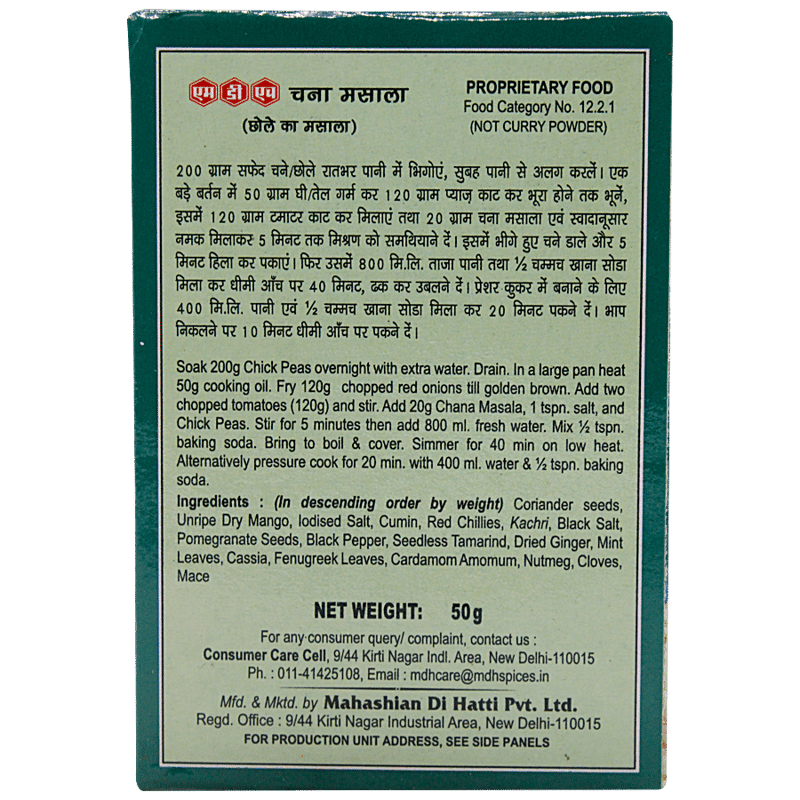 एम डी एच चना मसाला
(छोले का मसाला)
PROPRIETARY FOOD
Food Category No. 12.2.1
(NOT CURRY POWDER)
200 ग्राम सफेद चने/छोले रातभर पानी में भिगोएं, सुबह पानी से अलग करलें। एक
बड़े बर्तन में 50 ग्राम घी/तेल गर्म कर 120 ग्राम प्याज़ काट कर भूरा होने तक भूनें,
इसमें 120 ग्राम टमाटर काट कर मिलाएं तथा 20 ग्राम चना मसाला एवं स्वादानूसार
नमक मिलाकर 5 मिनट तक मिश्रण को समथियाने दें। इसमें भीगे हुए चने डाले और 5
मिनट हिला कर पकाएं। फिर उसमें 800 मि.लि. ताजा पानी तथा ½ चम्मच खाना सोडा
मिला कर धीमी आँच पर 40 मिनट, ढक कर उबलने दें। प्रेशर कुकर में बनाने के लिए
400 मि.लि. पानी एवं ½ चम्मच खाना सोडा मिला कर 20 मिनट पकने दें। भाप
निकलने पर 10 मिनट धीमी आँच पर पकने दें।
Soak 200g Chick Peas overnight with extra water. Drain. In a large pan heat
50g cooking oil. Fry 120g chopped red onions till golden brown. Add two
chopped tomatoes (120g) and stir. Add 20g Chana Masala, 1 tspn. salt, and
Chick Peas. Stir for 5 minutes then add 800 ml. fresh water. Mix ½ tspn.
baking soda. Bring to boil & cover. Simmer for 40 min on low heat.
Alternatively pressure cook for 20 min. with 400 ml. water & ½ tspn. baking
soda.
Ingredients : (In descending order by weight) Coriander seeds,
Unripe Dry Mango, Iodised Salt, Cumin, Red Chillies, Kachri, Black Salt,
Pomegranate Seeds, Black Pepper, Seedless Tamarind, Dried Ginger, Mint
Leaves, Cassia, Fenugreek Leaves, Cardamom Amomum, Nutmeg, Cloves,
Mace
NET WEIGHT: 50g
For any consumer query/ complaint, contact us :
Consumer Care Cell, 9/44 Kirti Nagar Indl. Area, New Delhi-110015
Ph. : 011-41425108, Email : mdhcare@mdhspices.in
Mfd. & Mktd. by Mahashian Di Hatti Pvt. Ltd.
Regd. Office : 9/44 Kirti Nagar Industrial Area, New Delhi-110015
FOR PRODUCTION UNIT ADDRESS, SEE SIDE PANELS